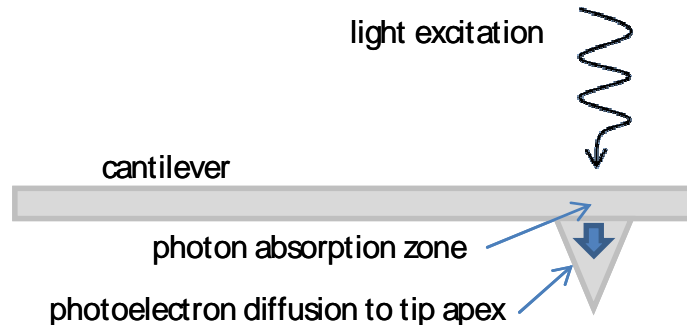 light excitation
cantilever
photon absorption zone
photoelectron diffusion to tip apex